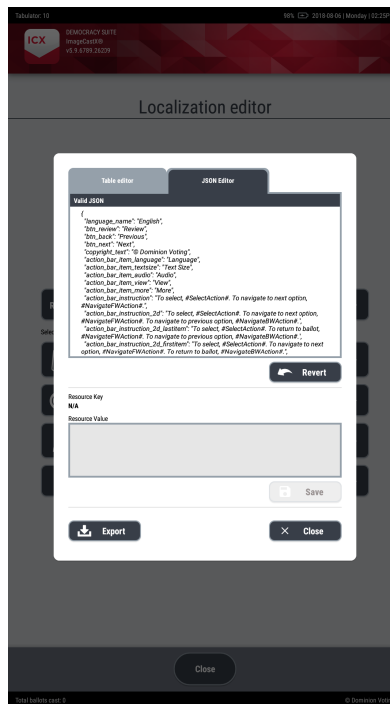 Tabulator: 10
98% 2018-08-06 | Monday | 02:25P
ICX
DEMOCRACY SUITE
ImageCastX®
Localization editor
Table editor
JSON Editor
Valid JSON
{
"language_name": "English",
"btn_review": "Review",
"btn_back": "Previous",
"btn_next": "Next",
"copyright_text": "© Dominion Voting",
"action_bar_item_language": "Language",
"action_bar_item_textsize": "Text Size",
"action_bar_item_audio": "Audio",
"action_bar_item_view": "View",
"action_bar_item_more": "More",
"action_bar_instruction": "To select, #SelectAction#. To navigate to next option,
#NavigateFWAction#.",
"action_bar_instruction_2d": "To select, #SelectAction#. To navigate to next option,
#NavigateFWAction#. To navigate to previous option, #NavigateBWAction#.",
"action_bar_instruction_2d_lastitem": "To select, #SelectAction#. To return to ballot,
#NavigateFWAction#. To navigate to previous option, #NavigateBWAction#.",
"action_bar_instruction_2d_firstitem": "To select, #SelectAction#. To navigate to next
option, #NavigateFWAction#. To return to ballot, #NavigateBWAction#.",
Revert
Resource Key
N/A
Resource Value
Save
Export
Close
Close
Total ballots cast: 0
© Dominion Votin